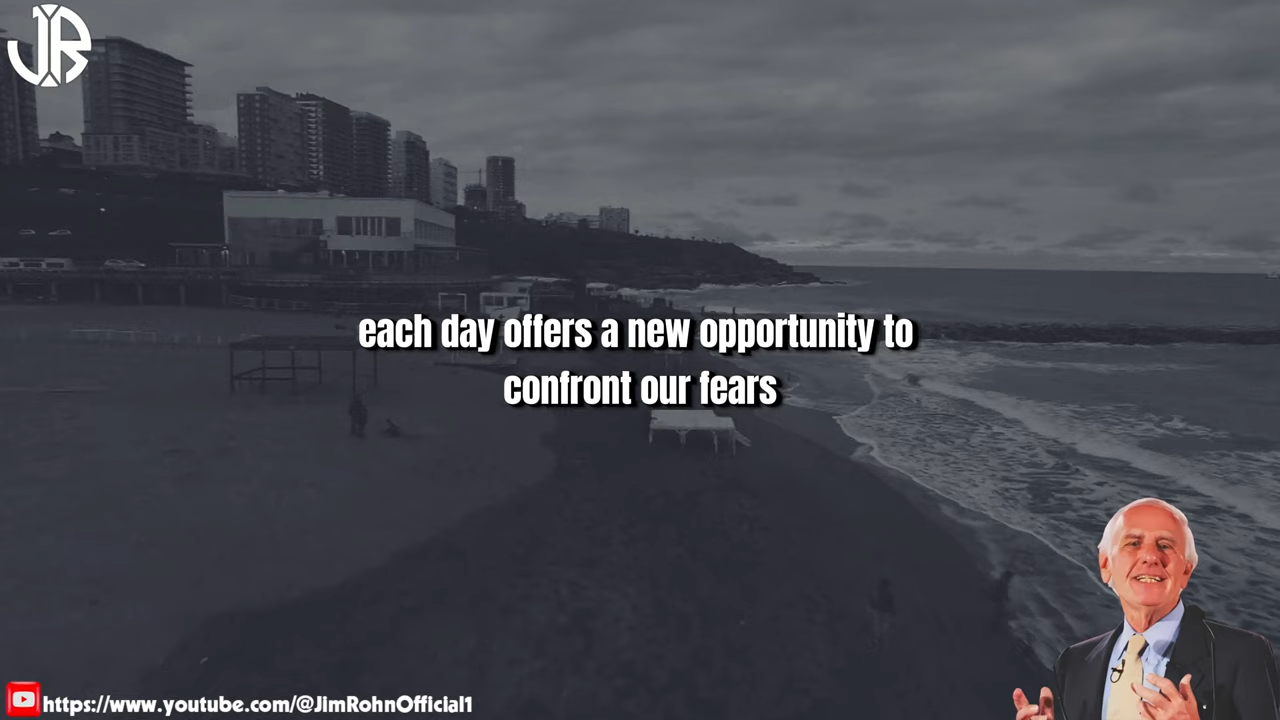 JR
each day offers a new opportunity to
confront our fears
https://www.youtube.com/@JimRohnOfficial1